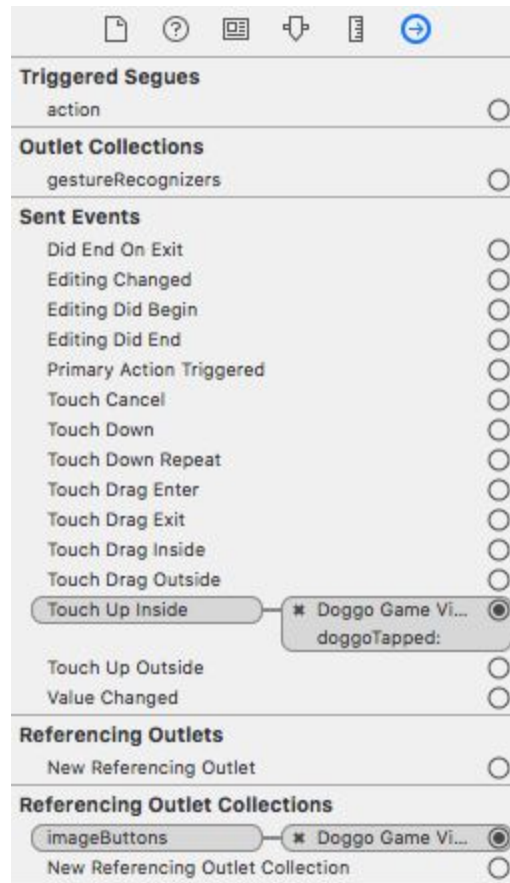 Triggered Segues
action
Outlet Collections
gestureRecognizers
Sent Events
Did End On Exit
Editing Changed
Editing Did Begin
Editing Did End
Primary Action Triggered
Touch Cancel
Touch Down
Touch Down Repeat
Touch Drag Enter
Touch Drag Exit
Touch Drag Inside
Touch Drag Outside
Touch Up Inside ✖ Doggo Game Vi...
doggoTapped:
Touch Up Outside
Value Changed
Referencing Outlets
New Referencing Outlet
Referencing Outlet Collections
imageButtons ✖ Doggo Game Vi...
New Referencing Outlet Collection